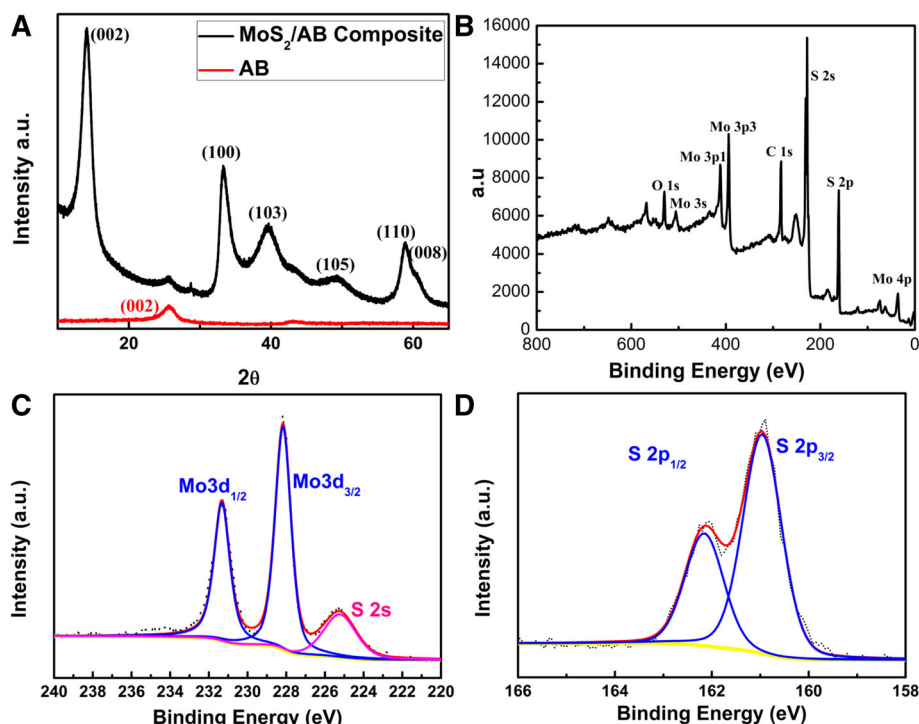 A
(002)
MoS2/AB Composite
AB
(100)
(103)
(105)
(110)
(008)
(002)
Intensity a.u.
20 40 60
2θ
B
16000
14000
12000
10000
8000
6000
4000
2000
0
a.u
S 2s
Mo 3p3
Mo 3p1
C 1s
O 1s
Mo 3s
S 2p
Mo 4p
800 600 400 200 0
Binding Energy (eV)
C
Mo3d1/2
Mo3d3/2
S 2s
Intensity (a.u.)
240 238 236 234 232 230 228 226 224 222 220
Binding Energy (eV)
D
S 2p1/2
S 2p3/2
Intensity (a.u.)
166 164 162 160 158
Binding Energy (eV)